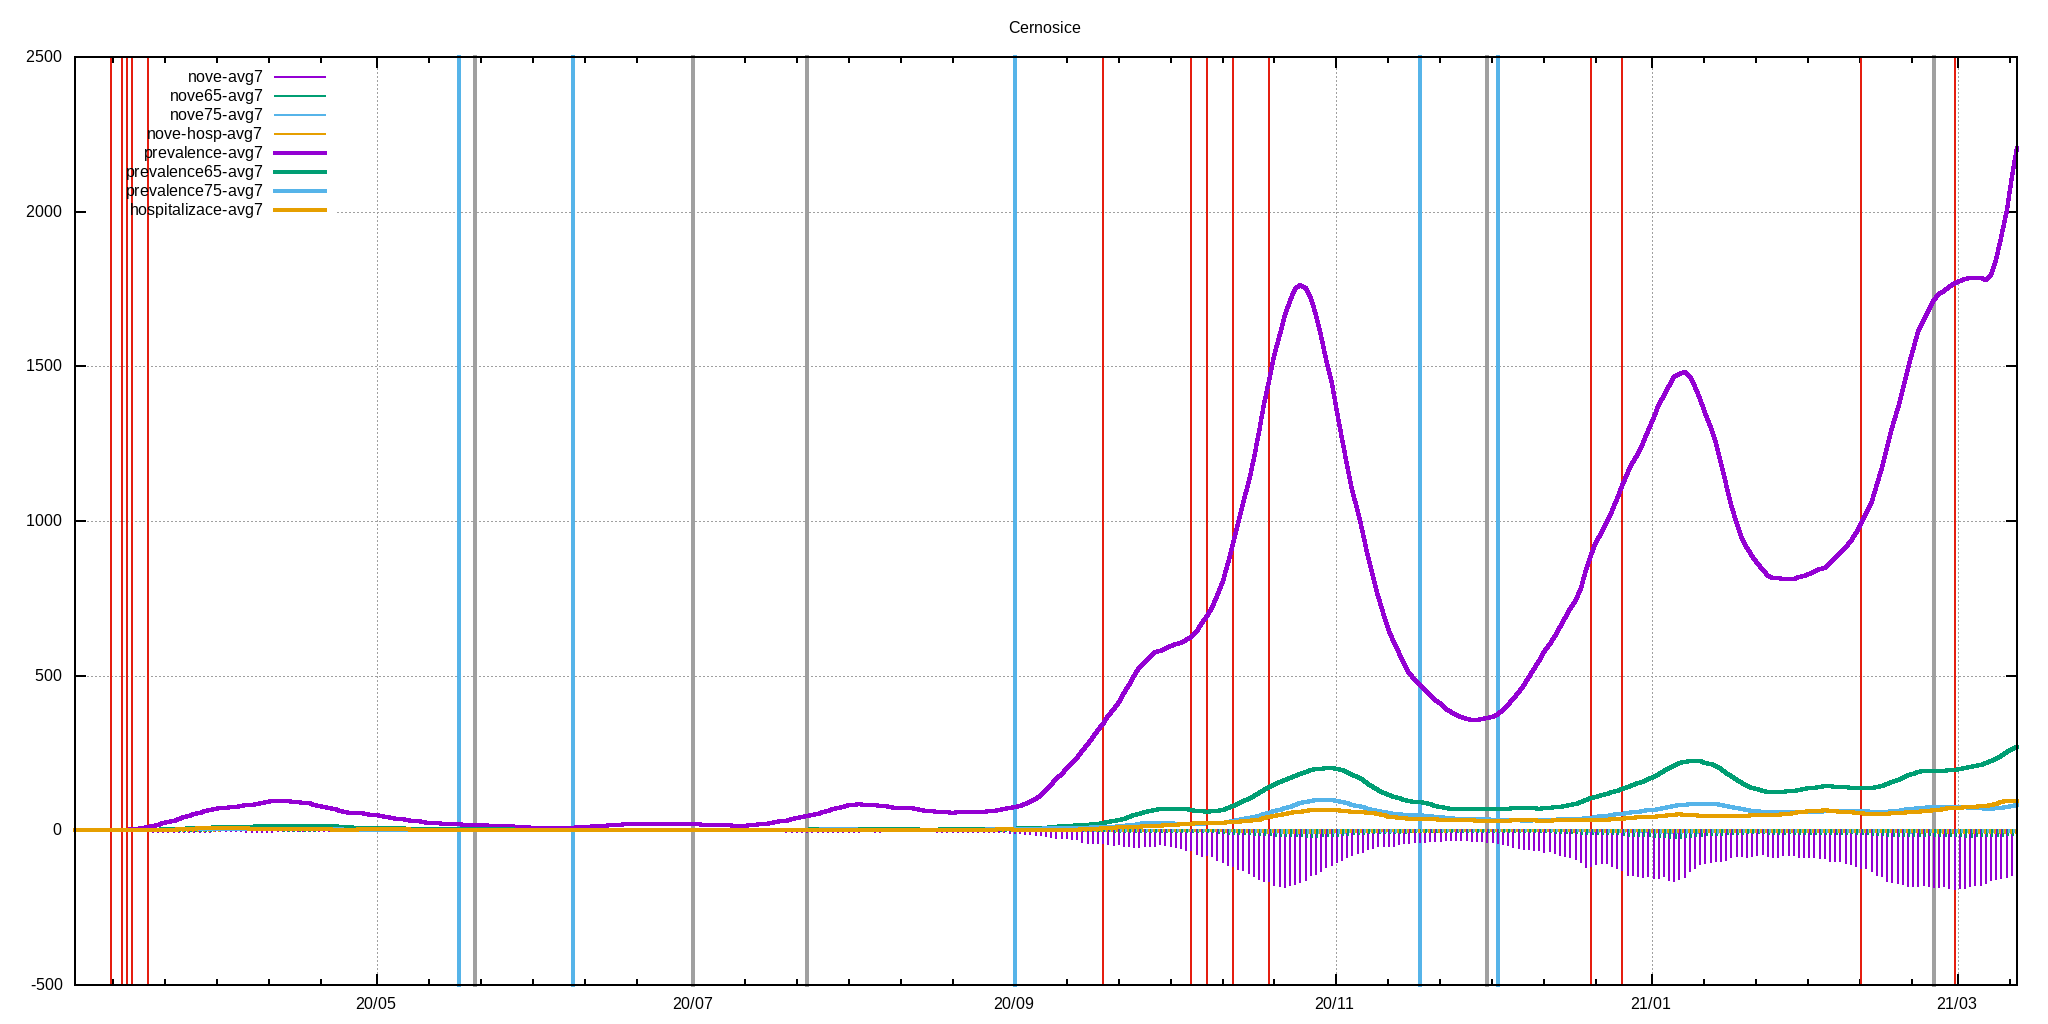 Cernosice
2500
2000
1500
1000
500
0
-500
nove-avg7
nove65-avg7
nove75-avg7
nove-hosp-avg7
prevalence-avg7
prevalence65-avg7
prevalence75-avg7
hospitalizace-avg7
20/05 20/07 20/09 20/11 21/01 21/03